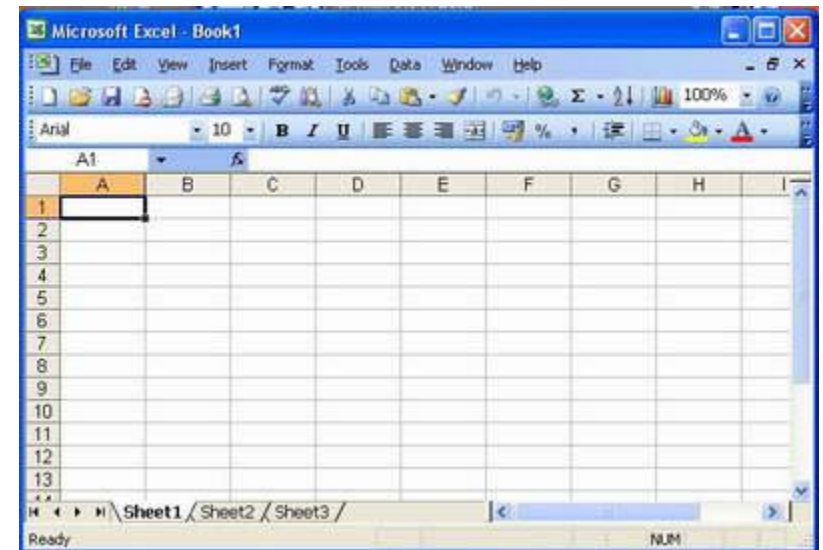 Microsoft Excel - Book1
File Edit View Insert Format Tools Data Window Help
Σ 100%
Arial 10 B I U % , A
A1 fx
A B C D E F G H I
1
2
3
4
5
6
7
8
9
10
11
12
13
Sheet1 Sheet2 Sheet3
Ready NUM